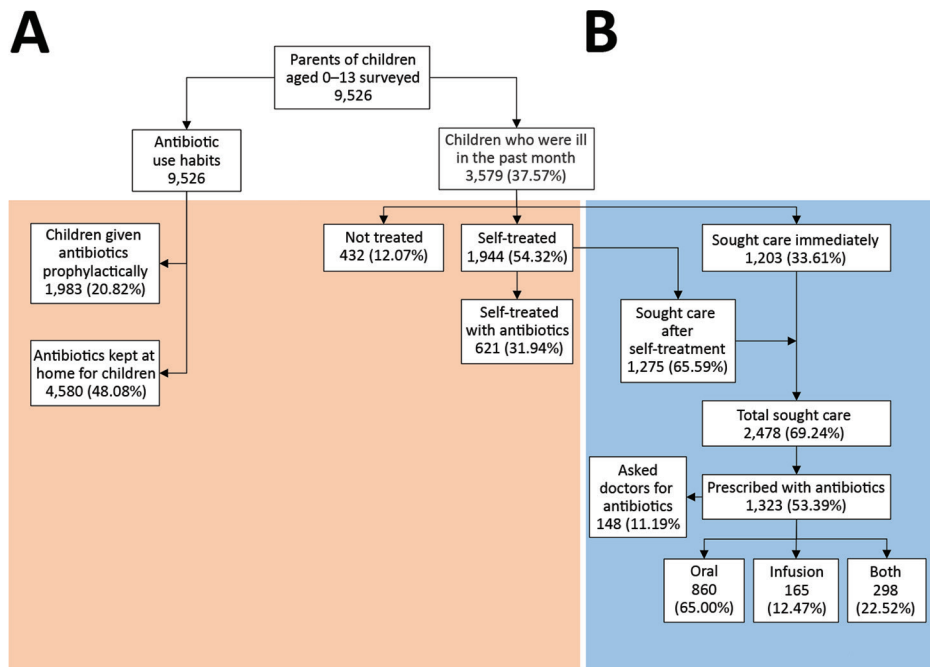 A
B
Parents of children
aged 0–13 surveyed
9,526
Antibiotic
use habits
9,526
Children who were ill
in the past month
3,579 (37.57%)
Children given
antibiotics
prophylactically
1,983 (20.82%)
Antibiotics kept at
home for children
4,580 (48.08%)
Not treated
432 (12.07%)
Self-treated
1,944 (54.32%)
Self-treated
with antibiotics
621 (31.94%)
Sought care immediately
1,203 (33.61%)
Sought care
after
self-treatment
1,275 (65.59%)
Total sought care
2,478 (69.24%)
Asked
doctors for
antibiotics
148 (11.19%
Prescribed with antibiotics
1,323 (53.39%)
Oral
860
(65.00%)
Infusion
165
(12.47%)
Both
298
(22.52%)